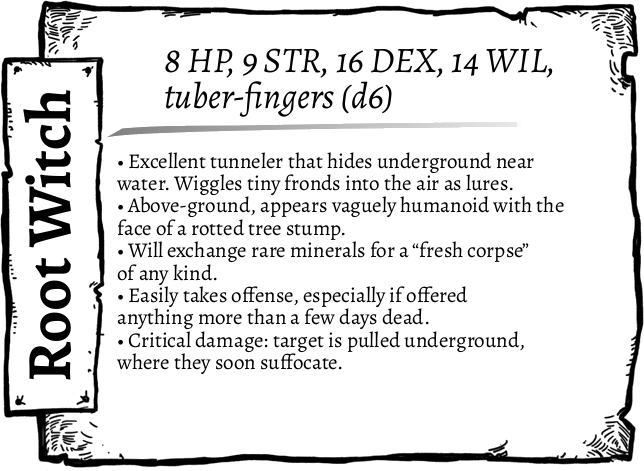 Root Witch
8 HP, 9 STR, 16 DEX, 14 WIL,
tuber-fingers (d6)
• Excellent tunneler that hides underground near
water. Wiggles tiny fronds into the air as lures.
• Above-ground, appears vaguely humanoid with the
face of a rotted tree stump.
• Will exchange rare minerals for a “fresh corpse”
of any kind.
• Easily takes offense, especially if offered
anything more than a few days dead.
• Critical damage: target is pulled underground,
where they soon suffocate.